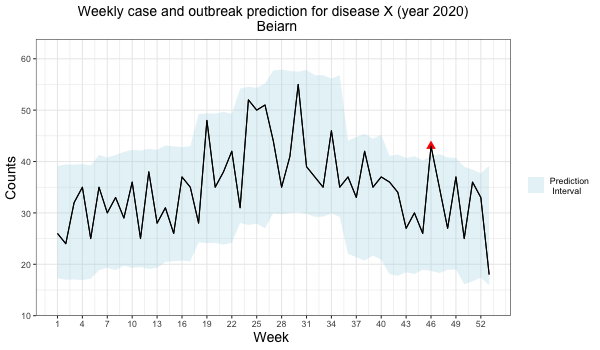 Weekly case and outbreak prediction for disease X (year 2020)
Beiarn
Counts
60
50
40
30
20
10
1 4 7 10 13 16 19 22 25 28 31 34 37 40 43 46 49 52
Week
Prediction
Interval